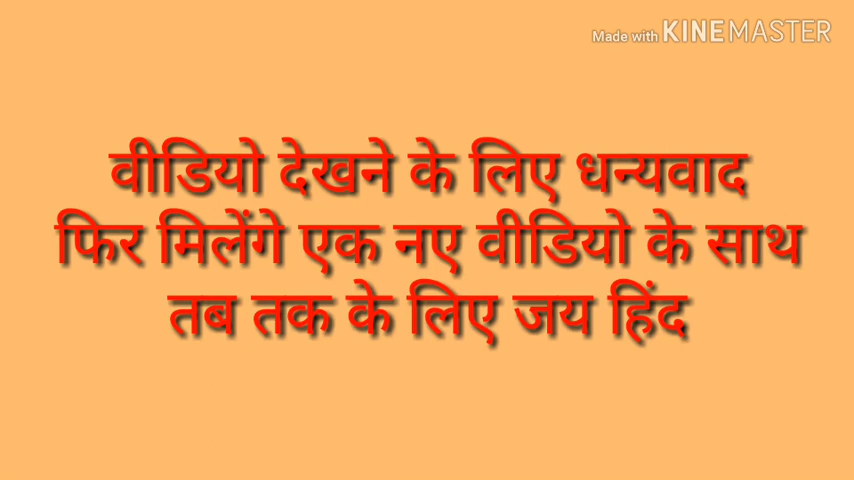 Made with KINEMASTER
वीडियो देखने के लिए धन्यवाद
फिर मिलेंगे एक नए वीडियो के साथ
तब तक के लिए जय हिंद